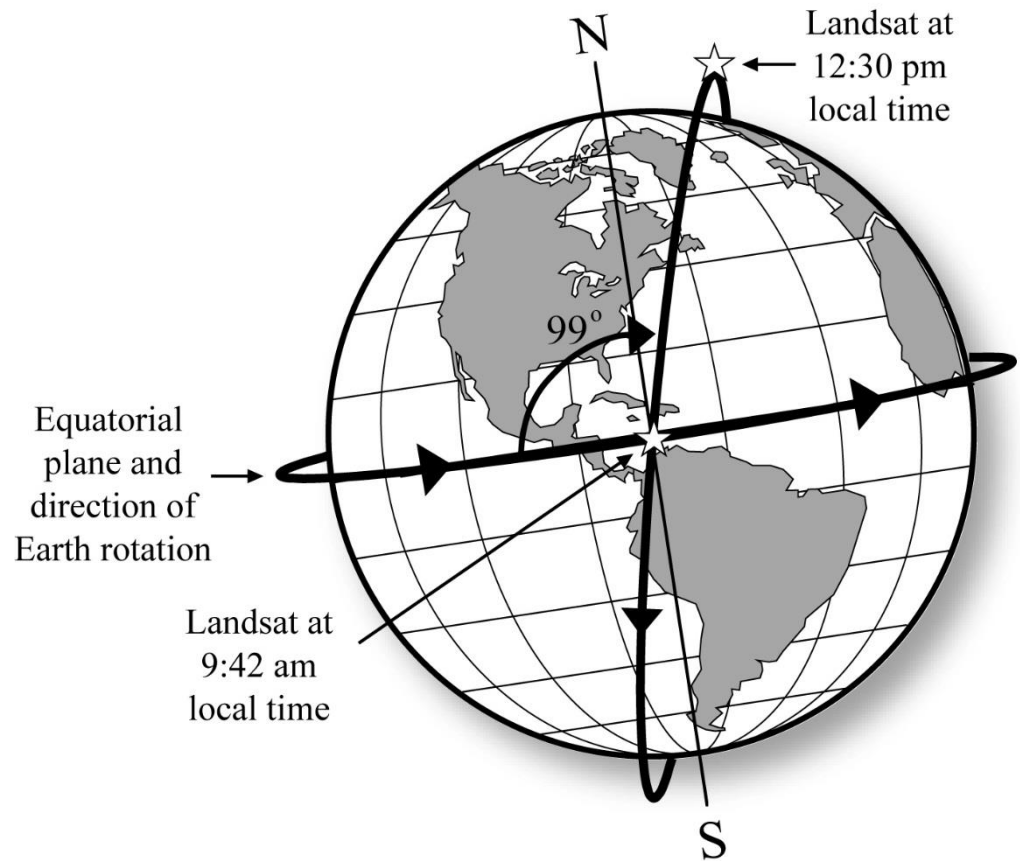 N
Landsat at
12:30 pm
local time
99°
Equatorial
plane and
direction of
Earth rotation
Landsat at
9:42 am
local time
S